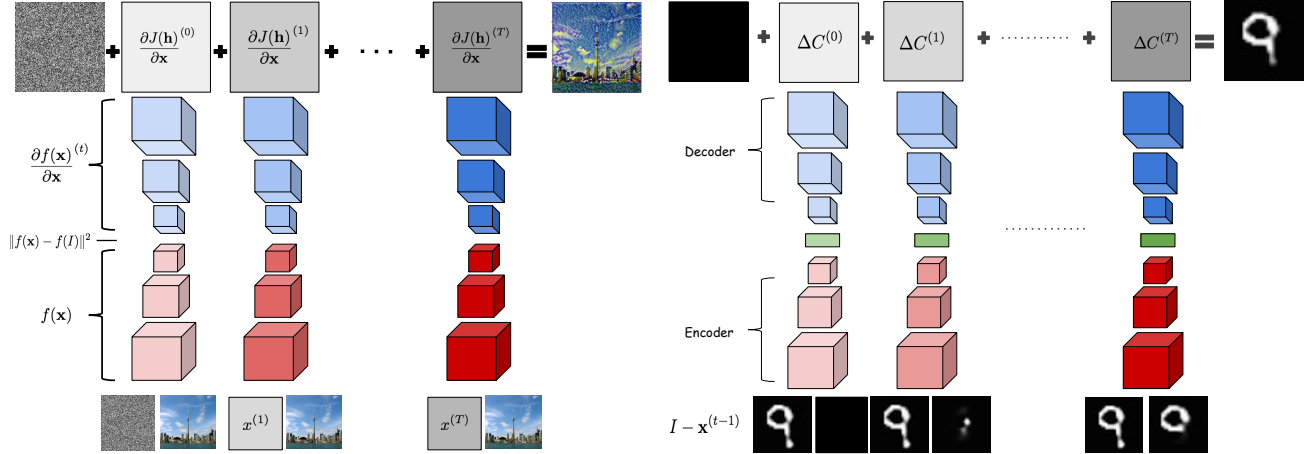 + ∂J(h)^(0)/∂x + ∂J(h)^(1)/∂x + · · · + ∂J(h)^(T)/∂x =
∂f(x)^(t)/∂x
‖f(x) − f(I)‖²
f(x)
x^(1)
x^(T)
+ ΔC^(0) + ΔC^(1) + ............ + ΔC^(T) =
Decoder
............
Encoder
I − x^(t−1)